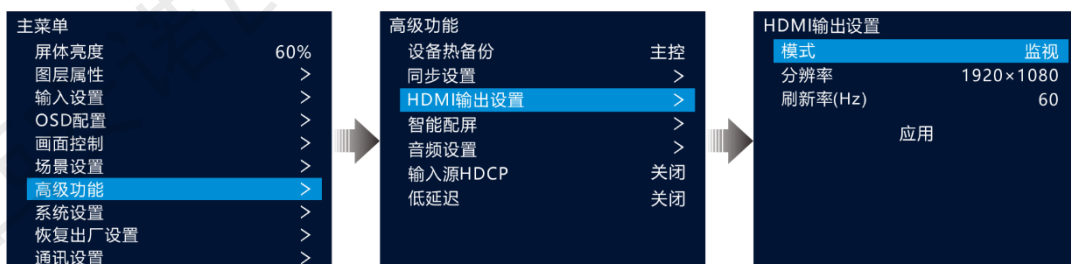 主菜单
屏体亮度 60%
图层属性 >
输入设置 >
OSD配置 >
画面控制 >
场景设置 >
高级功能 >
系统设置 >
恢复出厂设置 >
通讯设置 >
高级功能
设备热备份 主控
同步设置 >
HDMI输出设置 >
智能配屏 >
音频设置 >
输入源HDCP 关闭
低延迟 关闭
HDMI输出设置
模式 监视
分辨率 1920×1080
刷新率(Hz) 60
应用